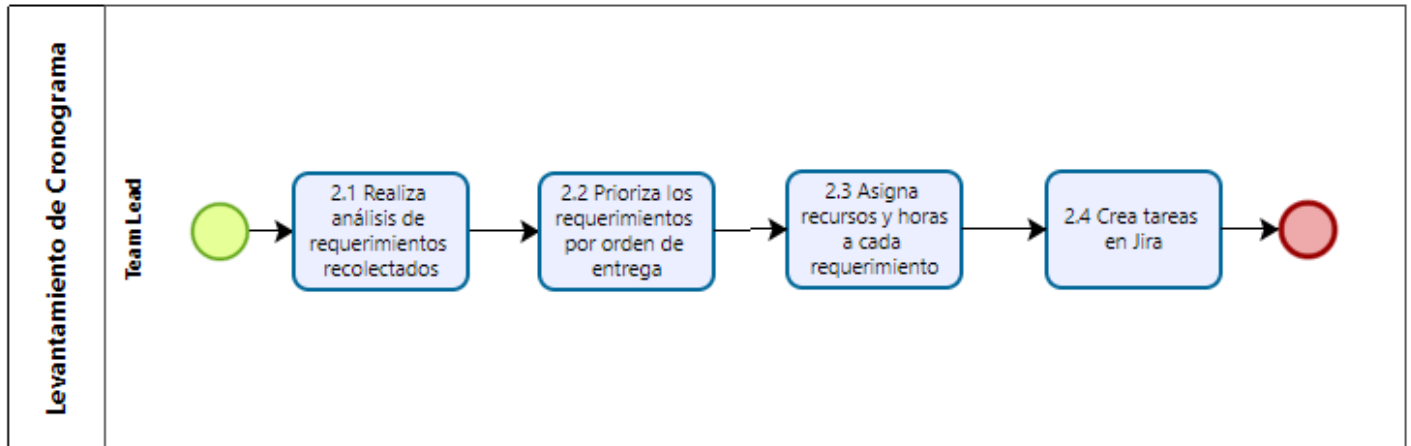 Levantamiento de Cronograma
Team Lead
2.1 Realiza
análisis de
requerimientos
recolectados
2.2 Prioriza los
requerimientos
por orden de
entrega
2.3 Asigna
recursos y horas
a cada
requerimiento
2.4 Crea tareas
en Jira